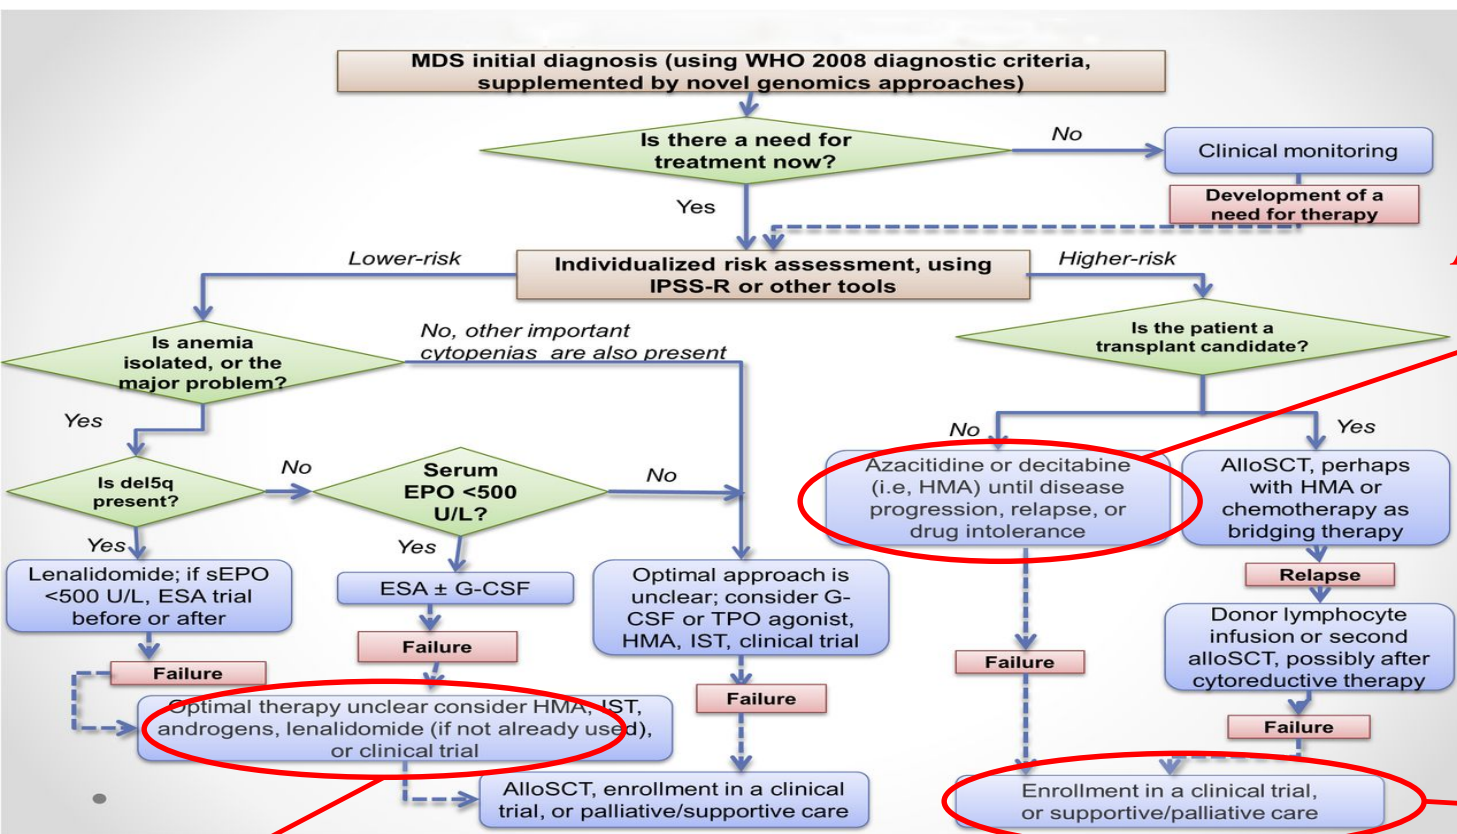 MDS initial diagnosis (using WHO 2008 diagnostic criteria,
supplemented by novel genomics approaches)
Is there a need for
treatment now?
No
Clinical monitoring
Development of a
need for therapy
Yes
Lower-risk
Individualized risk assessment, using
IPSS-R or other tools
Higher-risk
Is anemia
isolated, or the
major problem?
No, other important
cytopenias are also present
Is the patient a
transplant candidate?
Yes
No
Yes
Is del5q
present?
No
Serum
EPO <500
U/L?
No
Azacitidine or decitabine
(i.e, HMA) until disease
progression, relapse, or
drug intolerance
AlloSCT, perhaps
with HMA or
chemotherapy as
bridging therapy
Yes
Yes
Lenalidomide; if sEPO
<500 U/L, ESA trial
before or after
ESA ± G-CSF
Optimal approach is
unclear; consider G-
CSF or TPO agonist,
HMA, IST, clinical trial
Relapse
Donor lymphocyte
infusion or second
alloSCT, possibly after
cytoreductive therapy
Failure
Failure
Failure
Failure
Failure
Optimal therapy unclear consider HMA, IST,
androgens, lenalidomide (if not already used),
or clinical trial
AlloSCT, enrollment in a clinical
trial, or palliative/supportive care
Enrollment in a clinical trial,
or supportive/palliative care